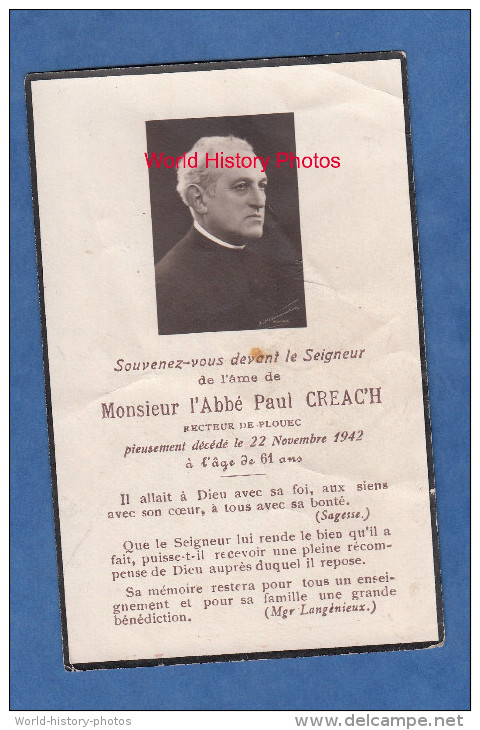 World History Photos
Souvenez-vous devant le Seigneur
de l'âme de
Monsieur l'Abbé Paul CREAC'H
RECTEUR DE PLOUEC
pieusement décédé le 22 Novembre 1942
à l'âge de 61 ans
Il allait à Dieu avec sa foi, aux siens
avec son cœur, à tous avec sa bonté.
(Sagesse.)
Que le Seigneur lui rende le bien qu'il a
fait, puisse-t-il recevoir une pleine récom-
pense de Dieu auprès duquel il repose.
Sa mémoire restera pour tous un ensei-
gnement et pour sa famille une grande
bénédiction. (Mgr Langénieux.)
World-history-photos
http://www.delcampe.net